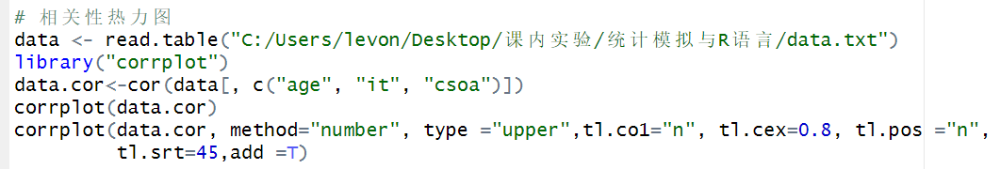 # 相关性热力图
data <- read.table("C:/Users/levon/Desktop/课内实验/统计模拟与R语言/data.txt")
library("corrplot")
data.cor<-cor(data[, c("age", "it", "csoa")])
corrplot(data.cor)
corrplot(data.cor, method="number", type ="upper",tl.co1="n", tl.cex=0.8, tl.pos ="n",
tl.srt=45,add =T)